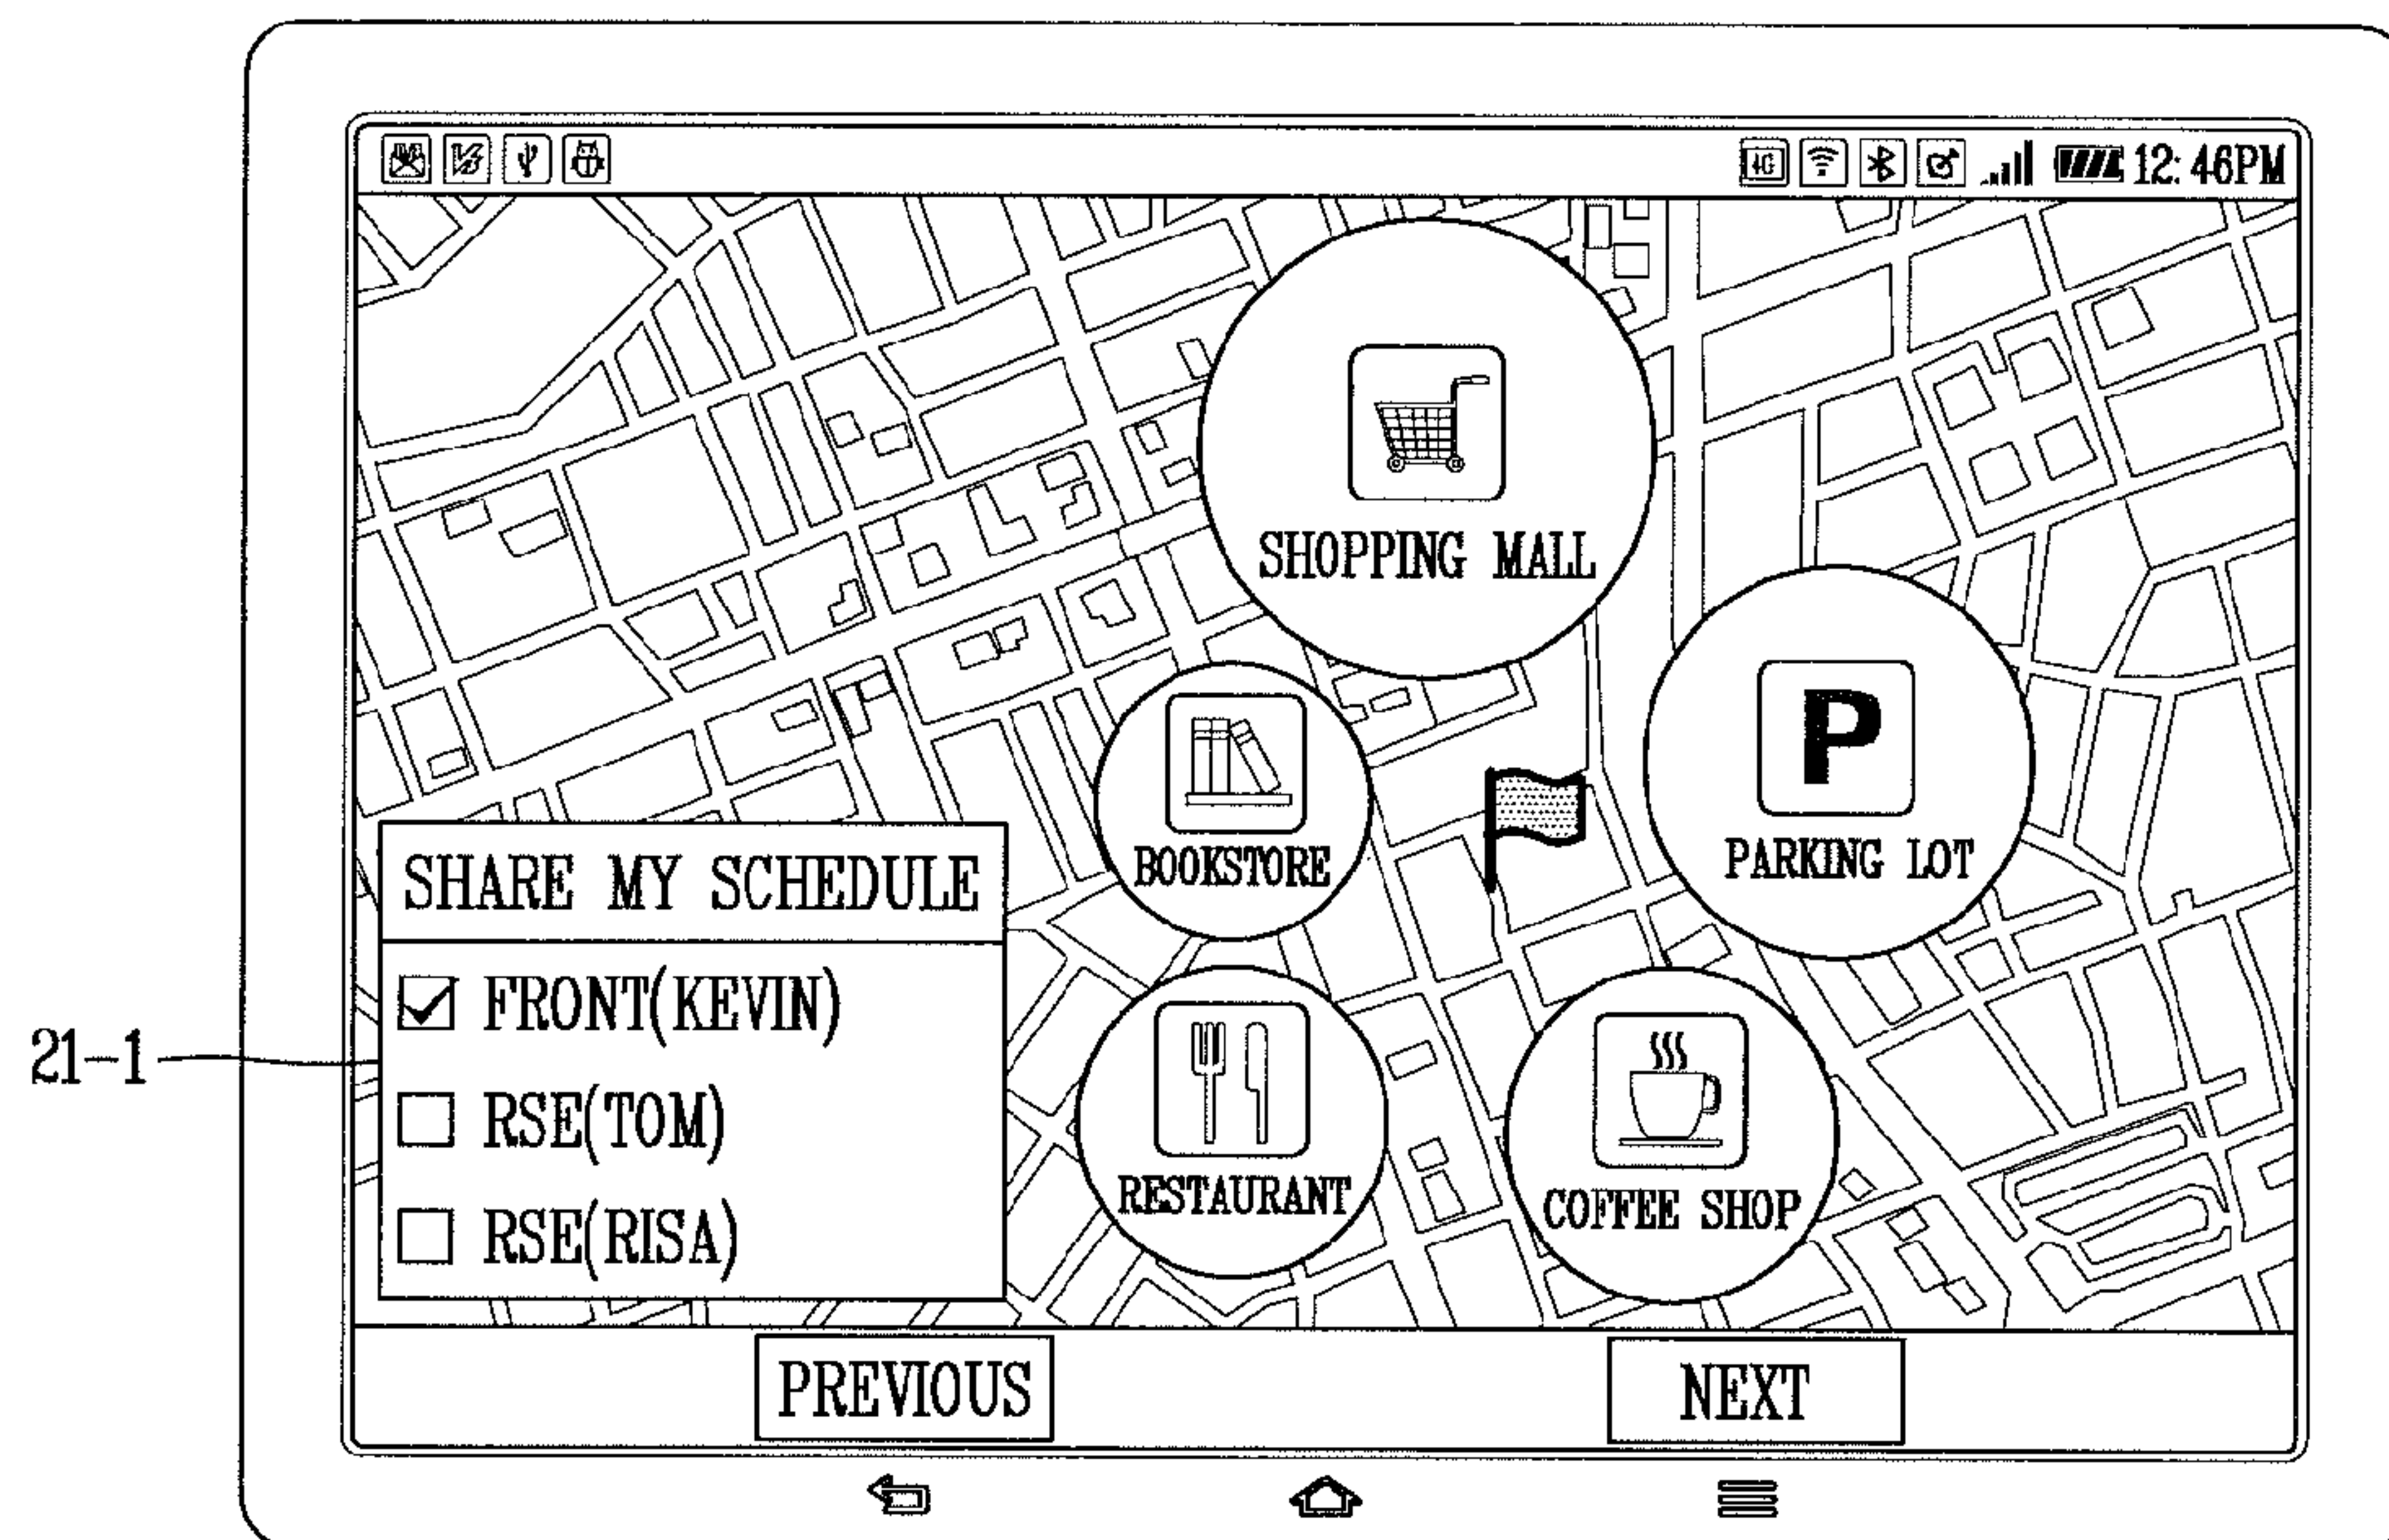 4G
12:46PM
SHOPPING MALL
P
PARKING LOT
BOOKSTORE
SHARE MY SCHEDULE
FRONT(KEVIN)
21-1
RSE(TOM)
RSE(RISA)
RESTAURANT
COFFEE SHOP
PREVIOUS
NEXT